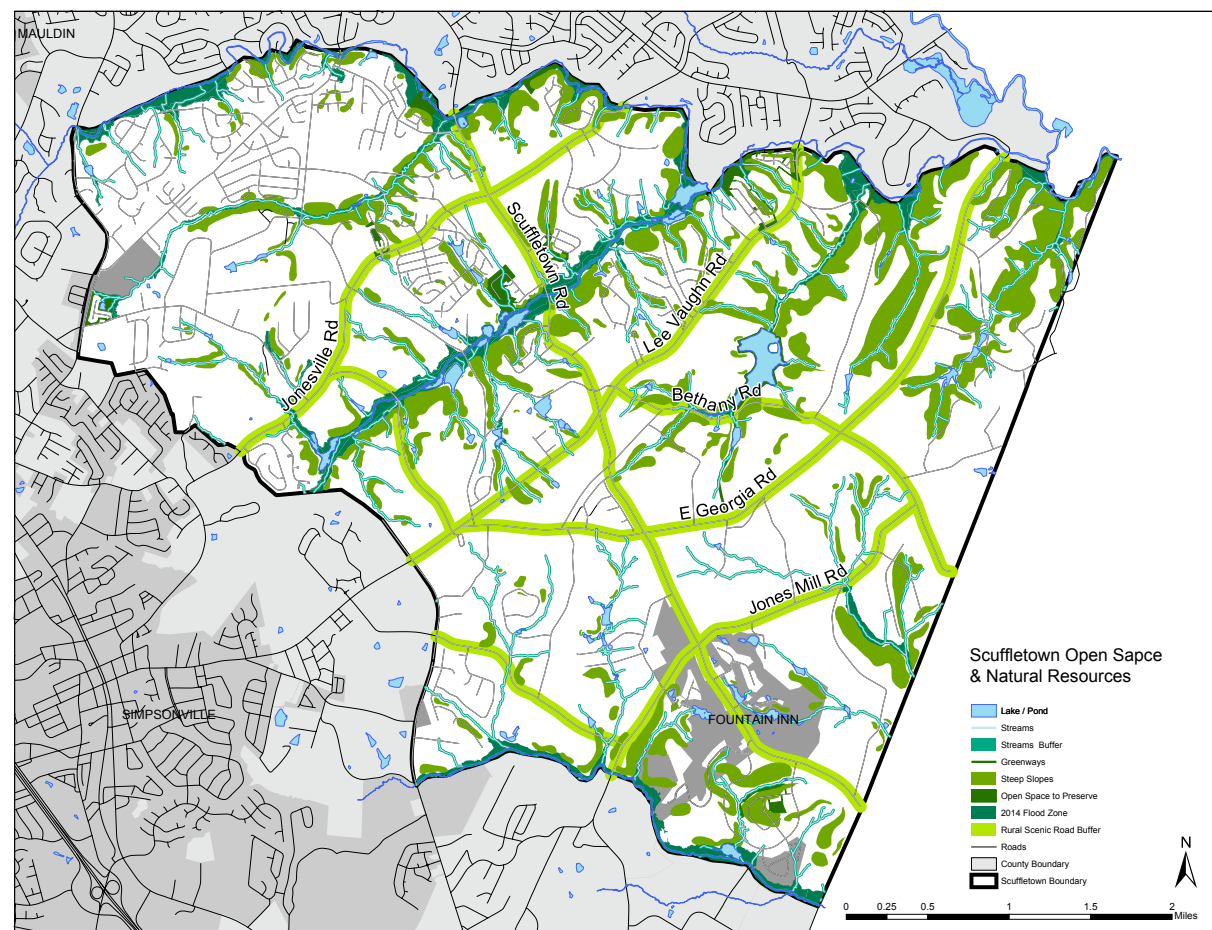 MAULDIN
Scuffletown Rd
Lee Vaughn Rd
Jonesville Rd
Bethany Rd
E Georgia Rd
Jones Mill Rd
SIMPSONVILLE
FOUNTAIN INN
Scuffletown Open Sapce
& Natural Resources
Lake / Pond
Streams
Streams Buffer
Greenways
Steep Slopes
Open Space to Preserve
2014 Flood Zone
Rural Scenic Road Buffer
Roads
County Boundary
Scuffletown Boundary
N
0 0.25 0.5 1 1.5 2
Miles